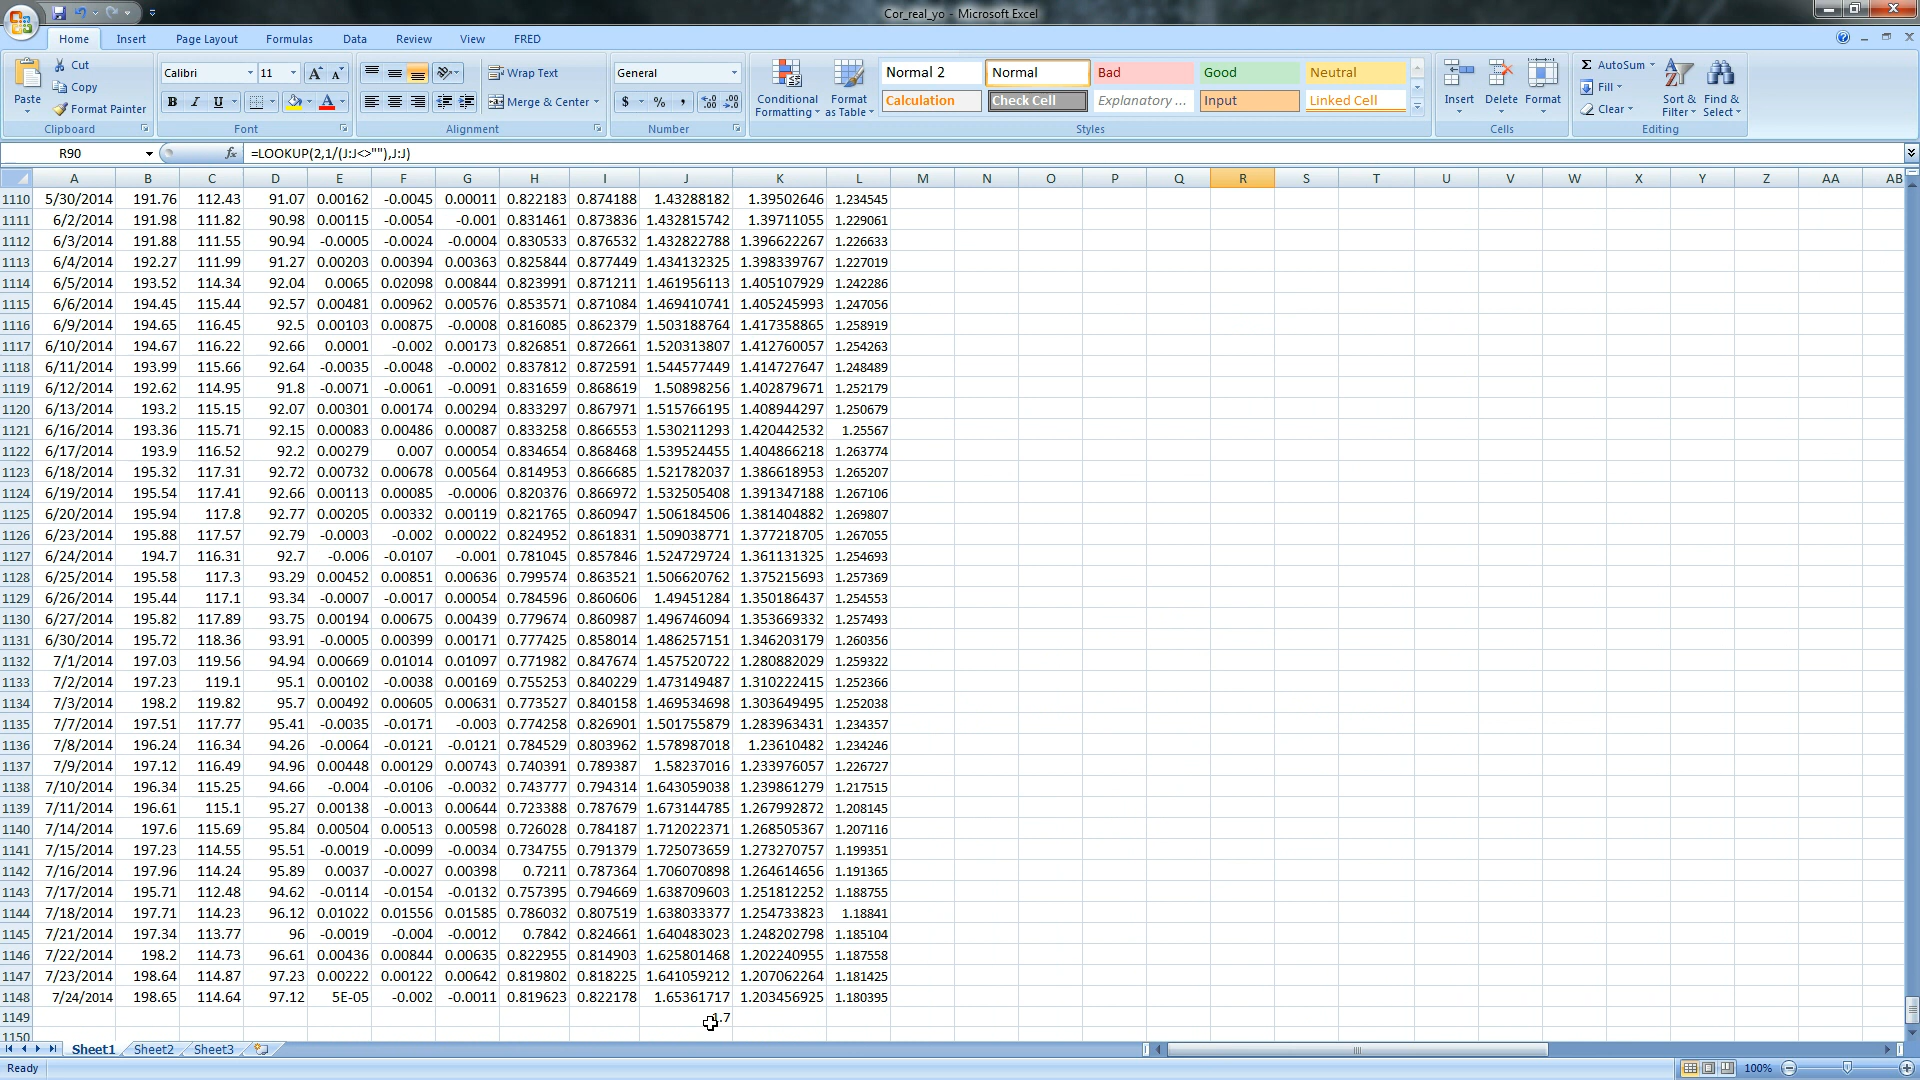 Cor_real_yo - Microsoft Excel
Home Insert Page Layout Formulas Data Review View FRED
Cut
Copy
Format Painter
Paste
Clipboard
Calibri 11
B I U
Font
Wrap Text
Merge & Center
Alignment
General
$ % ,
Number
Conditional Formatting
Format as Table
Normal 2 Normal Bad Good Neutral
Calculation Check Cell Explanatory ... Input Linked Cell
Styles
Insert Delete Format
Cells
AutoSum
Fill
Clear
Sort & Filter
Find & Select
Editing
R90 fx =LOOKUP(2,1/(J:J<>""),J:J)
A B C D E F G H I J K L M N O P Q R S T U V W X Y Z AA AB
1110 5/30/2014 191.76 112.43 91.07 0.00162 -0.0045 0.00011 0.822183 0.874188 1.43288182 1.39502646 1.234545
1111 6/2/2014 191.98 111.82 90.98 0.00115 -0.0054 -0.001 0.831461 0.873836 1.432815742 1.39711055 1.229061
1112 6/3/2014 191.88 111.55 90.94 -0.0005 -0.0024 -0.0004 0.830533 0.876532 1.432822788 1.396622267 1.226633
1113 6/4/2014 192.27 111.99 91.27 0.00203 0.00394 0.00363 0.825844 0.877449 1.434132325 1.398339767 1.227019
1114 6/5/2014 193.52 114.34 92.04 0.0065 0.02098 0.00844 0.823991 0.871211 1.461956113 1.405107929 1.242286
1115 6/6/2014 194.45 115.44 92.57 0.00481 0.00962 0.00576 0.853571 0.871084 1.469410741 1.405245993 1.247056
1116 6/9/2014 194.65 116.45 92.5 0.00103 0.00875 -0.0008 0.816085 0.862379 1.503188764 1.417358865 1.258919
1117 6/10/2014 194.67 116.22 92.66 0.0001 -0.002 0.00173 0.826851 0.872661 1.520313807 1.412760057 1.254263
1118 6/11/2014 193.99 115.66 92.64 -0.0035 -0.0048 -0.0002 0.837812 0.872591 1.544577449 1.414727647 1.248489
1119 6/12/2014 192.62 114.95 91.8 -0.0071 -0.0061 -0.0091 0.831659 0.868619 1.50898256 1.402879671 1.252179
1120 6/13/2014 193.2 115.15 92.07 0.00301 0.00174 0.00294 0.833297 0.867971 1.515766195 1.408944297 1.250679
1121 6/16/2014 193.36 115.71 92.15 0.00083 0.00486 0.00087 0.833258 0.866553 1.530211293 1.420442532 1.25567
1122 6/17/2014 193.9 116.52 92.2 0.00279 0.007 0.00054 0.834654 0.868468 1.539524455 1.404866218 1.263774
1123 6/18/2014 195.32 117.31 92.72 0.00732 0.00678 0.00564 0.814953 0.866685 1.521782037 1.386618953 1.265207
1124 6/19/2014 195.54 117.41 92.66 0.00113 0.00085 -0.0006 0.820376 0.866972 1.532505408 1.391347188 1.267106
1125 6/20/2014 195.94 117.8 92.77 0.00205 0.00332 0.00119 0.821765 0.860947 1.506184506 1.381404882 1.269807
1126 6/23/2014 195.88 117.57 92.79 -0.0003 -0.002 0.00022 0.824952 0.861831 1.509038771 1.377218705 1.267055
1127 6/24/2014 194.7 116.31 92.7 -0.006 -0.0107 -0.001 0.781045 0.857846 1.524729724 1.361131325 1.254693
1128 6/25/2014 195.58 117.3 93.29 0.00452 0.00851 0.00636 0.799574 0.863521 1.506620762 1.375215693 1.257369
1129 6/26/2014 195.44 117.1 93.34 -0.0007 -0.0017 0.00054 0.784596 0.860606 1.49451284 1.350186437 1.254553
1130 6/27/2014 195.82 117.89 93.75 0.00194 0.00675 0.00439 0.779674 0.860987 1.496746094 1.353669332 1.257493
1131 6/30/2014 195.72 118.36 93.91 -0.0005 0.00399 0.00171 0.777425 0.858014 1.486257151 1.346203179 1.260356
1132 7/1/2014 197.03 119.56 94.94 0.00669 0.01014 0.01097 0.771982 0.847674 1.457520722 1.280882029 1.259322
1133 7/2/2014 197.23 119.1 95.1 0.00102 -0.0038 0.00169 0.755253 0.840229 1.473149487 1.310222415 1.252366
1134 7/3/2014 198.2 119.82 95.7 0.00492 0.00605 0.00631 0.773527 0.840158 1.469534698 1.303649495 1.252038
1135 7/7/2014 197.51 117.77 95.41 -0.0035 -0.0171 -0.003 0.774258 0.826901 1.501755879 1.283963431 1.234357
1136 7/8/2014 196.24 116.34 94.26 -0.0064 -0.0121 -0.0121 0.784529 0.803962 1.578987018 1.23610482 1.234246
1137 7/9/2014 197.12 116.49 94.96 0.00448 0.00129 0.00743 0.740391 0.789387 1.58237016 1.233976057 1.226727
1138 7/10/2014 196.34 115.25 94.66 -0.004 -0.0106 -0.0032 0.743777 0.794314 1.643059038 1.239861279 1.217515
1139 7/11/2014 196.61 115.1 95.27 0.00138 -0.0013 0.00644 0.723388 0.787679 1.673144785 1.267992872 1.208145
1140 7/14/2014 197.6 115.69 95.84 0.00504 0.00513 0.00598 0.726028 0.784187 1.712022371 1.268505367 1.207116
1141 7/15/2014 197.23 114.55 95.51 -0.0019 -0.0099 -0.0034 0.734755 0.791379 1.725073659 1.273270757 1.199351
1142 7/16/2014 197.96 114.24 95.89 0.0037 -0.0027 0.00398 0.7211 0.787364 1.706070898 1.264614656 1.191365
1143 7/17/2014 195.71 112.48 94.62 -0.0114 -0.0154 -0.0132 0.757395 0.794669 1.638709603 1.251812252 1.188755
1144 7/18/2014 197.71 114.23 96.12 0.01022 0.01556 0.01585 0.786032 0.807519 1.638033377 1.254733823 1.18841
1145 7/21/2014 197.34 113.77 96 -0.0019 -0.004 -0.0012 0.7842 0.824661 1.640483023 1.248202798 1.185104
1146 7/22/2014 198.2 114.73 96.61 0.00436 0.00844 0.00635 0.822955 0.814903 1.625801468 1.202240955 1.187558
1147 7/23/2014 198.64 114.87 97.23 0.00222 0.00122 0.00642 0.819802 0.818225 1.641059212 1.207062264 1.181425
1148 7/24/2014 198.65 114.64 97.12 5E-05 -0.002 -0.0011 0.819623 0.822178 1.65361717 1.203456925 1.180395
1149 1.7
1150
Sheet1 Sheet2 Sheet3
Ready 100%